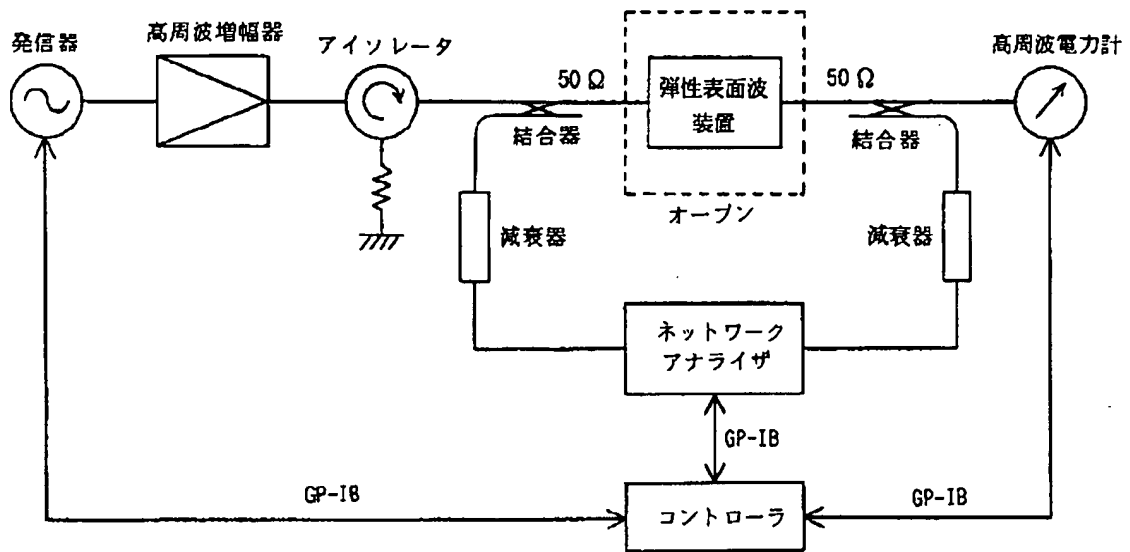 発信器
高周波増幅器
アイソレータ
50 Ω
弾性表面波
装置
50 Ω
高周波電力計
結合器
結合器
オーブン
減衰器
減衰器
ネットワーク
アナライザ
GP-IB
GP-IB
GP-IB
コントローラ